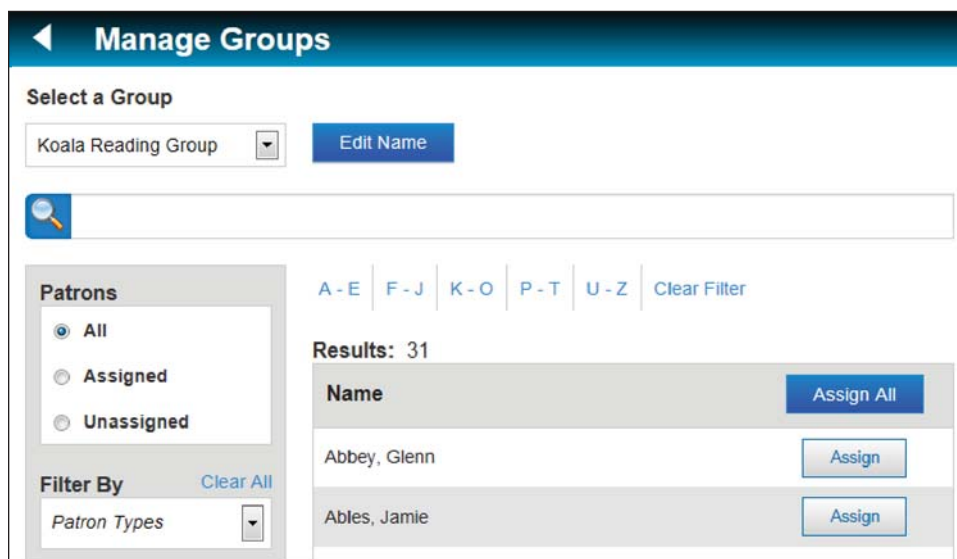 Manage Groups
Select a Group
Koala Reading Group
Edit Name
A - E F - J K - O P - T U - Z Clear Filter
Patrons
All
Assigned
Unassigned
Filter By Clear All
Patron Types
Results: 31
Name Assign All
Abbey, Glenn Assign
Ables, Jamie Assign